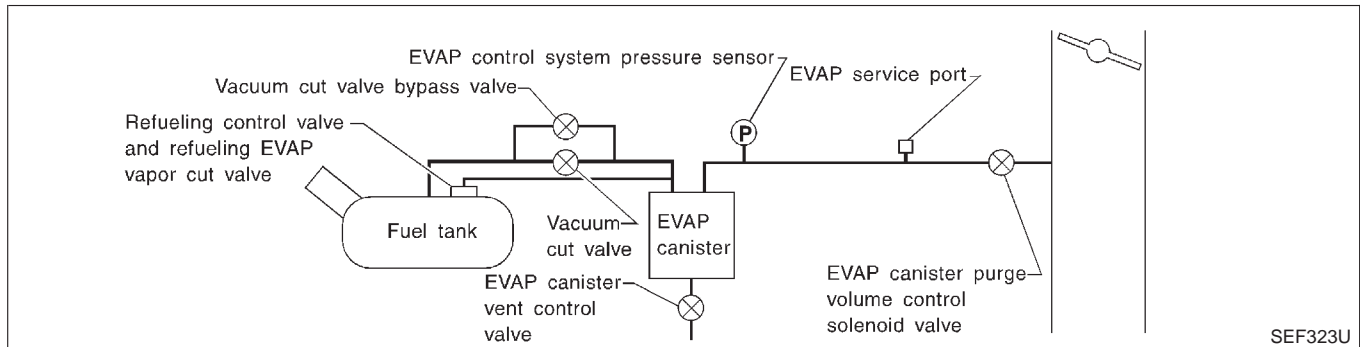 EVAP control system pressure sensor
EVAP service port
Vacuum cut valve bypass valve
Refueling control valve
and refueling EVAP
vapor cut valve
P
Fuel tank
Vacuum
cut valve
EVAP
canister
EVAP canister
vent control
valve
EVAP canister purge
volume control
solenoid valve
SEF323U